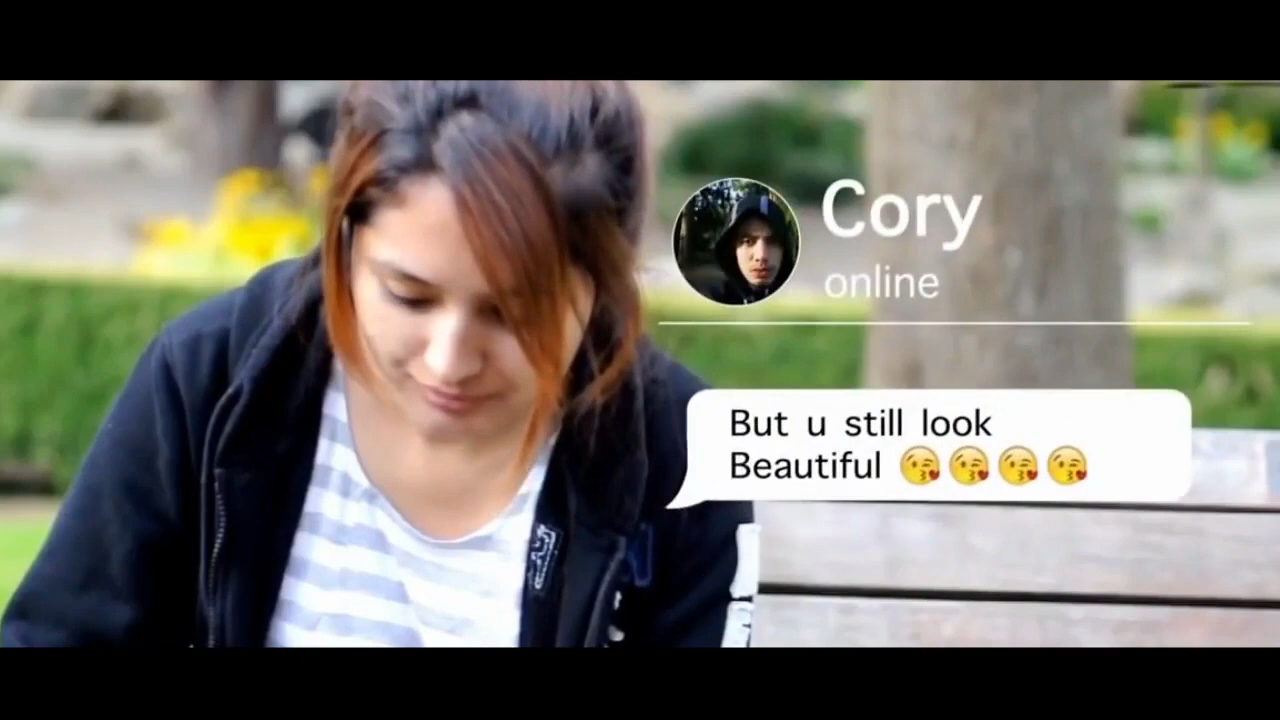 Cory
online
But u still look
Beautiful 😘😘😘😘